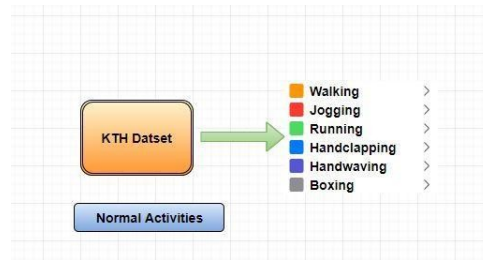 Walking
Jogging
Running
KTH Datset
Handclapping
Handwaving
Boxing
Normal Activities